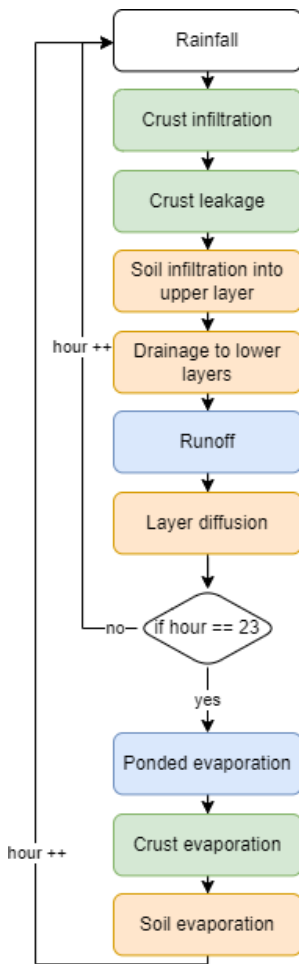 Rainfall
Crust infiltration
Crust leakage
Soil infiltration into
upper layer
hour ++
Drainage to lower
layers
Runoff
Layer diffusion
no
if hour == 23
yes
Ponded evaporation
Crust evaporation
hour ++
Soil evaporation